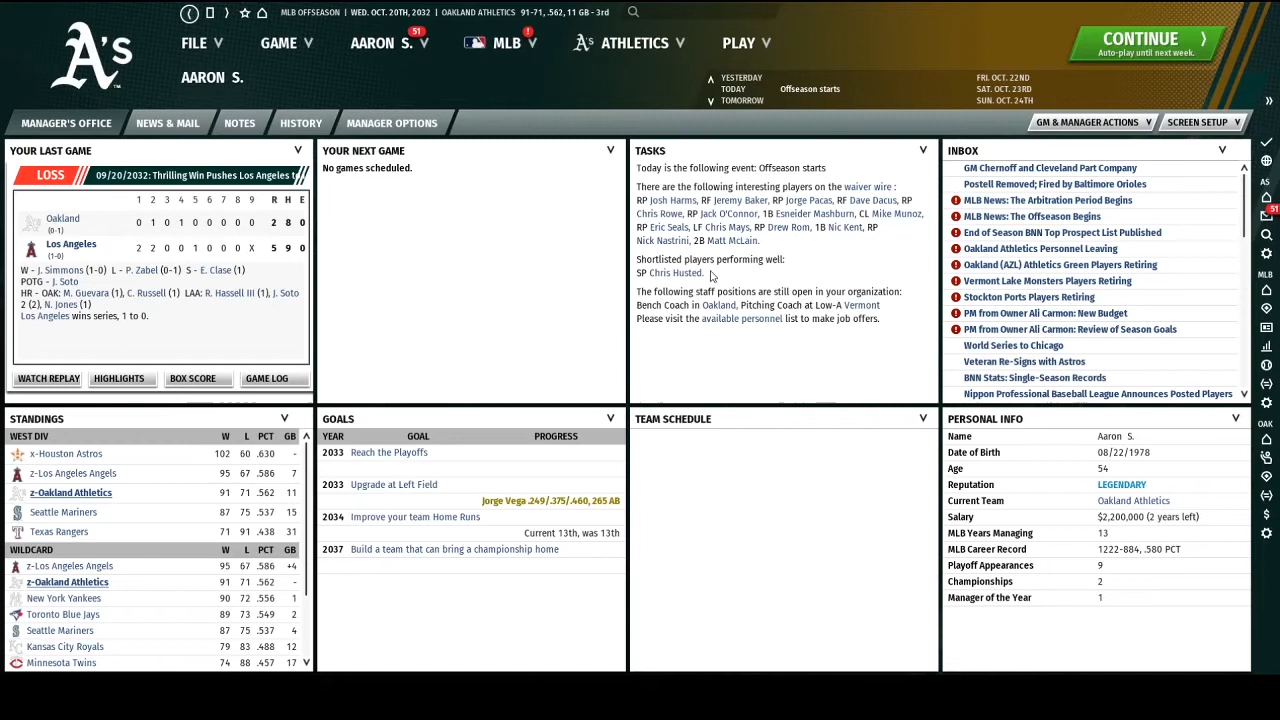 MLB OFFSEASON | WED. OCT. 20TH, 2032 | OAKLAND ATHLETICS 91-71, .562, 11 GB - 3rd
A's
FILE GAME AARON S. 51 MLB ! A's ATHLETICS PLAY
AARON S.
CONTINUE
Auto-play until next week.
YESTERDAY FRI. OCT. 22ND
TODAY Offseason starts SAT. OCT. 23RD
TOMORROW SUN. OCT. 24TH
MANAGER'S OFFICE NEWS & MAIL NOTES HISTORY MANAGER OPTIONS GM & MANAGER ACTIONS SCREEN SETUP
YOUR LAST GAME
LOSS 09/20/2032: Thrilling Win Pushes Los Angeles
1 2 3 4 5 6 7 8 9 R H E
Oakland 0 1 0 1 0 0 0 0 0 2 8 0
(0-1)
Los Angeles 2 2 0 0 1 0 0 0 X 5 9 0
(1-0)
W - J. Simmons (1-0) L - P. Zabel (0-1) S - E. Clase (1)
POTG - J. Soto
HR - OAK: M. Guevara (1), C. Russell (1) LAA: R. Hassell III (1), J. Soto
2 (2), N. Jones (1)
Los Angeles wins series, 1 to 0.
WATCH REPLAY HIGHLIGHTS BOX SCORE GAME LOG
YOUR NEXT GAME
No games scheduled.
TASKS
Today is the following event: Offseason starts
There are the following interesting players on the waiver wire :
RP Josh Harms, RF Jeremy Baker, RP Jorge Pacas, RF Dave Dacus, RP
Chris Rowe, RP Jack O'Connor, 1B Esneider Mashburn, CL Mike Munoz,
RP Eric Seals, LF Chris Mays, RP Drew Rom, 1B Nic Kent, RP
Nick Nastrini, 2B Matt McLain.
Shortlisted players performing well:
SP Chris Husted.
The following staff positions are still open in your organization:
Bench Coach in Oakland, Pitching Coach at Low-A Vermont
Please visit the available personnel list to make job offers.
INBOX
GM Chernoff and Cleveland Part Company
Postell Removed; Fired by Baltimore Orioles
MLB News: The Arbitration Period Begins
MLB News: The Offseason Begins
End of Season BNN Top Prospect List Published
Oakland Athletics Personnel Leaving
Oakland (AZL) Athletics Green Players Retiring
Vermont Lake Monsters Players Retiring
Stockton Ports Players Retiring
PM from Owner Ali Carmon: New Budget
PM from Owner Ali Carmon: Review of Season Goals
World Series to Chicago
Veteran Re-Signs with Astros
BNN Stats: Single-Season Records
Nippon Professional Baseball League Announces Posted Players
STANDINGS
WEST DIV W L PCT GB
x-Houston Astros 102 60 .630 -
z-Los Angeles Angels 95 67 .586 7
z-Oakland Athletics 91 71 .562 11
Seattle Mariners 87 75 .537 15
Texas Rangers 71 91 .438 31
WILDCARD W L PCT GB
z-Los Angeles Angels 95 67 .586 +4
z-Oakland Athletics 91 71 .562 -
New York Yankees 90 72 .556 1
Toronto Blue Jays 89 73 .549 2
Seattle Mariners 87 75 .537 4
Kansas City Royals 79 83 .488 12
Minnesota Twins 74 88 .457 17
GOALS
YEAR GOAL PROGRESS
2033 Reach the Playoffs
2033 Upgrade at Left Field
Jorge Vega .249/.375/.460, 265 AB
2034 Improve your team Home Runs
Current 13th, was 13th
2037 Build a team that can bring a championship home
TEAM SCHEDULE
PERSONAL INFO
Name Aaron S.
Date of Birth 08/22/1978
Age 54
Reputation LEGENDARY
Current Team Oakland Athletics
Salary $2,200,000 (2 years left)
MLB Years Managing 13
MLB Career Record 1222-884, .580 PCT
Playoff Appearances 9
Championships 2
Manager of the Year 1
AS
51
MLB
OAK